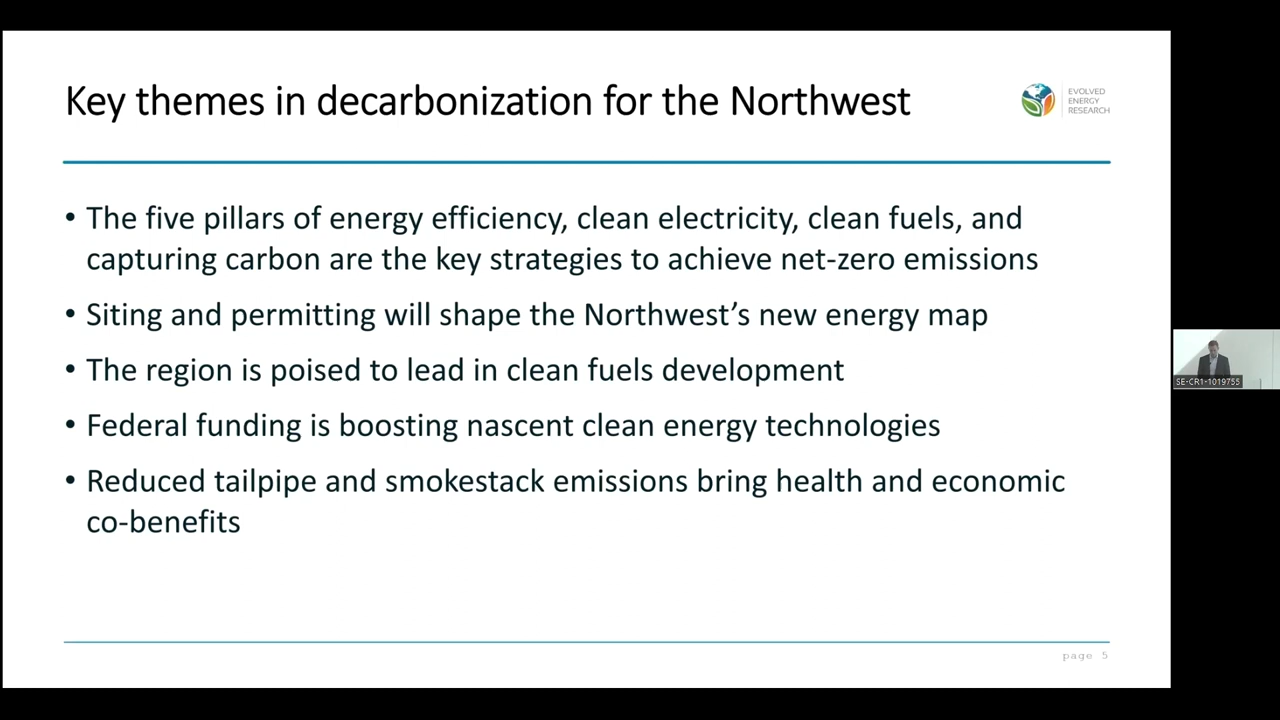 Key themes in decarbonization for the Northwest
EVOLVED
ENERGY
RESEARCH
• The five pillars of energy efficiency, clean electricity, clean fuels, and
capturing carbon are the key strategies to achieve net-zero emissions
• Siting and permitting will shape the Northwest’s new energy map
• The region is poised to lead in clean fuels development
• Federal funding is boosting nascent clean energy technologies
• Reduced tailpipe and smokestack emissions bring health and economic
co-benefits
SE-CR1-1019755
page 5